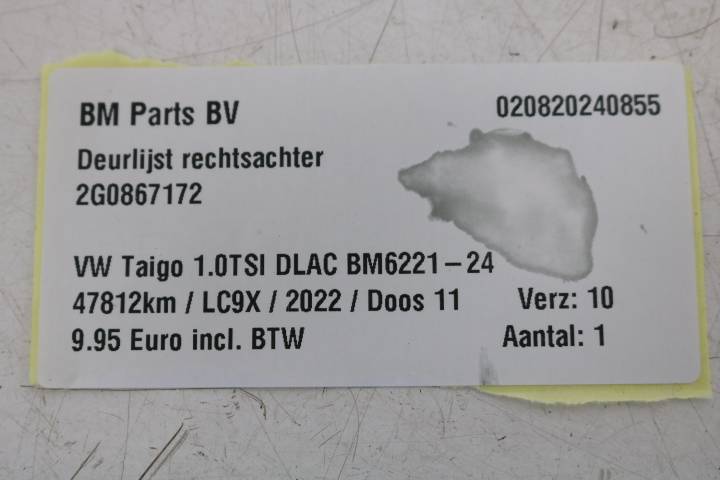 BM Parts BV 020820240855
Deurlijst rechtsachter
2G0867172
VW Taigo 1.0TSI DLAC BM6221-24
47812km / LC9X / 2022 / Doos 11 Verz: 10
9.95 Euro incl. BTW Aantal: 1